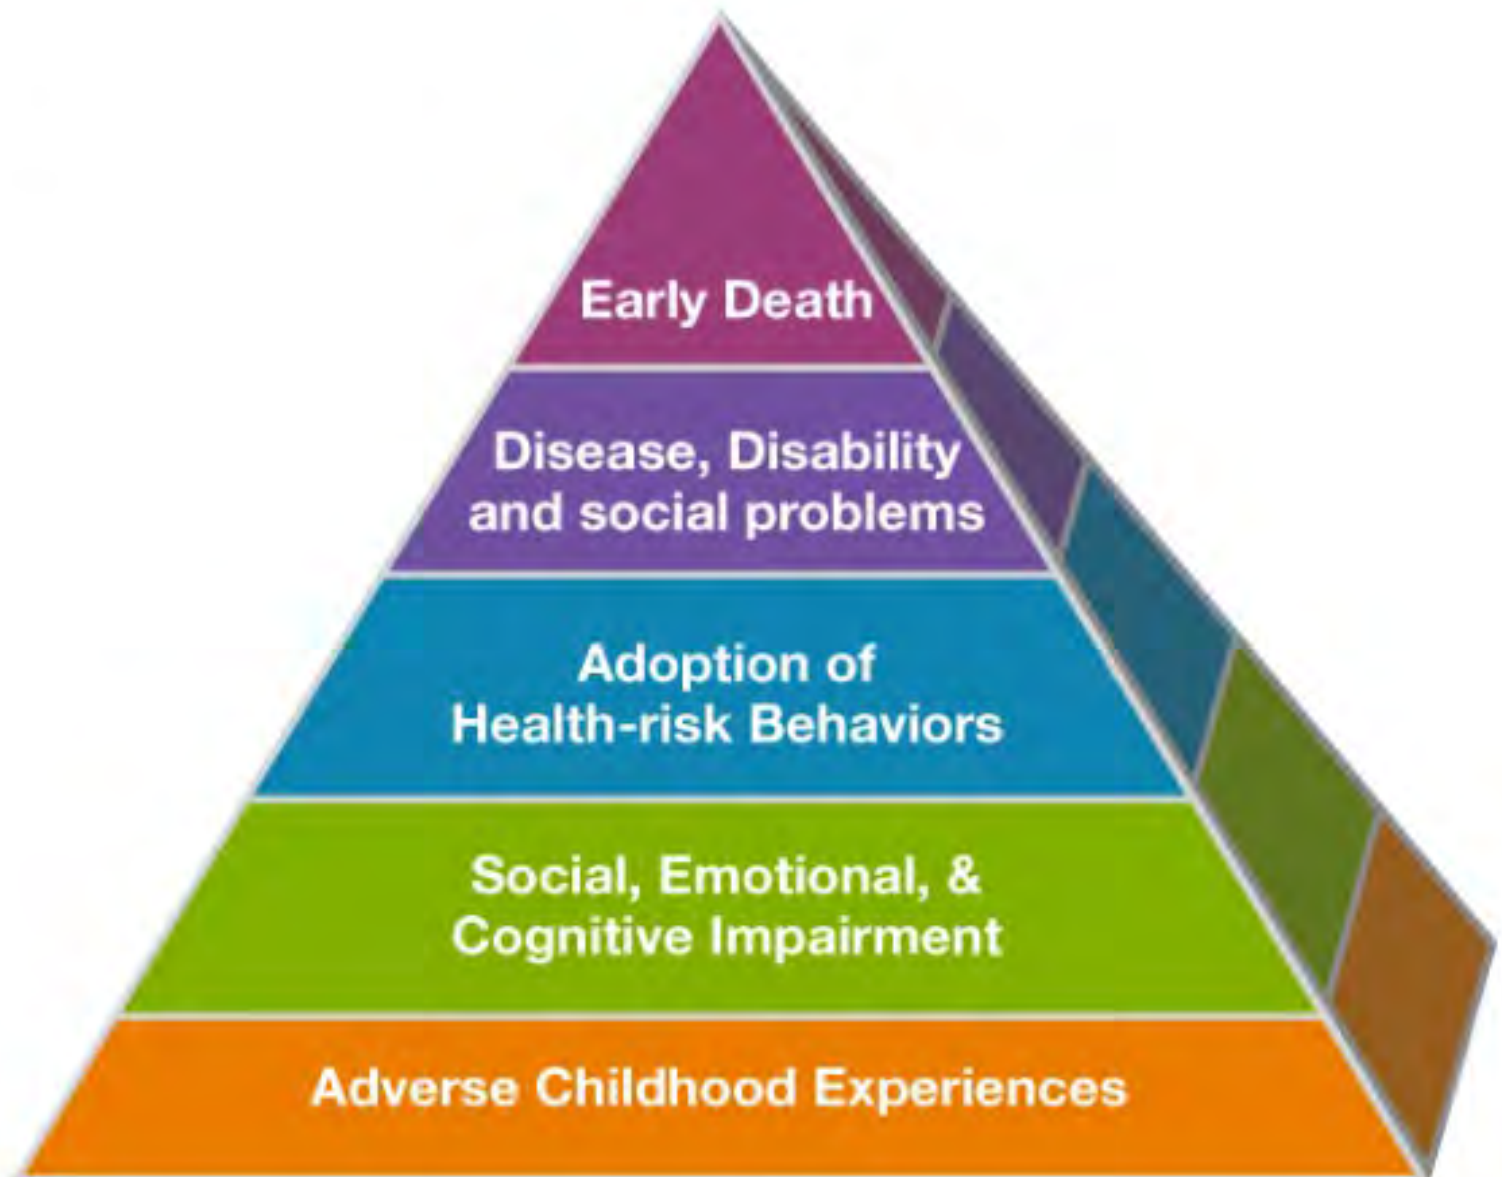 Early Death
Disease, Disability
and social problems
Adoption of
Health-risk Behaviors
Social, Emotional, &
Cognitive Impairment
Adverse Childhood Experiences